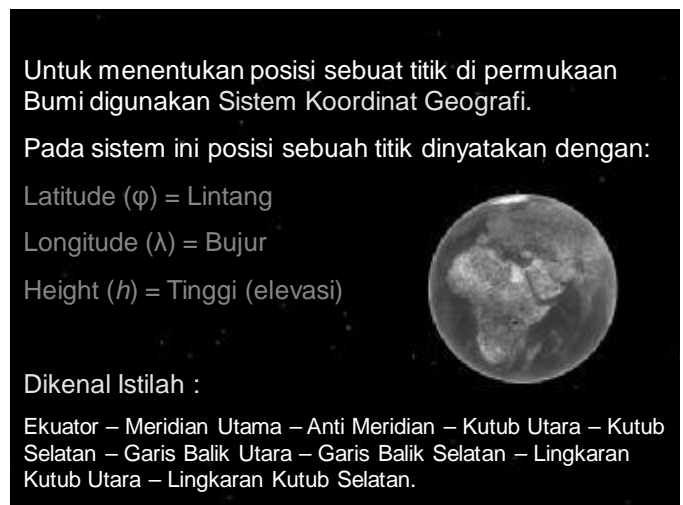 Untuk menentukan posisi sebuat titik di permukaan
Bumi digunakan Sistem Koordinat Geografi.
Pada sistem ini posisi sebuah titik dinyatakan dengan:
Latitude (φ) = Lintang
Longitude (λ) = Bujur
Height (h) = Tinggi (elevasi)
Dikenal Istilah :
Ekuator – Meridian Utama – Anti Meridian – Kutub Utara – Kutub
Selatan – Garis Balik Utara – Garis Balik Selatan – Lingkaran
Kutub Utara – Lingkaran Kutub Selatan.